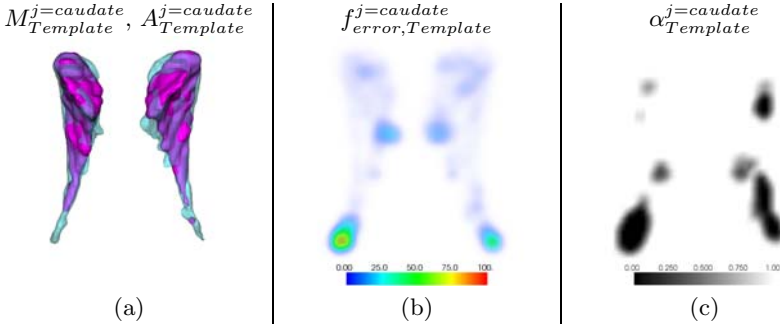 M_{Template}^{j=caudate}, A_{Template}^{j=caudate}
f_{error,Template}^{j=caudate}
α_{Template}^{j=caudate}
0.00 25.0 50.0 75.0 100.
0.00 0.250 0.500 0.750 1.00
(a) (b) (c)